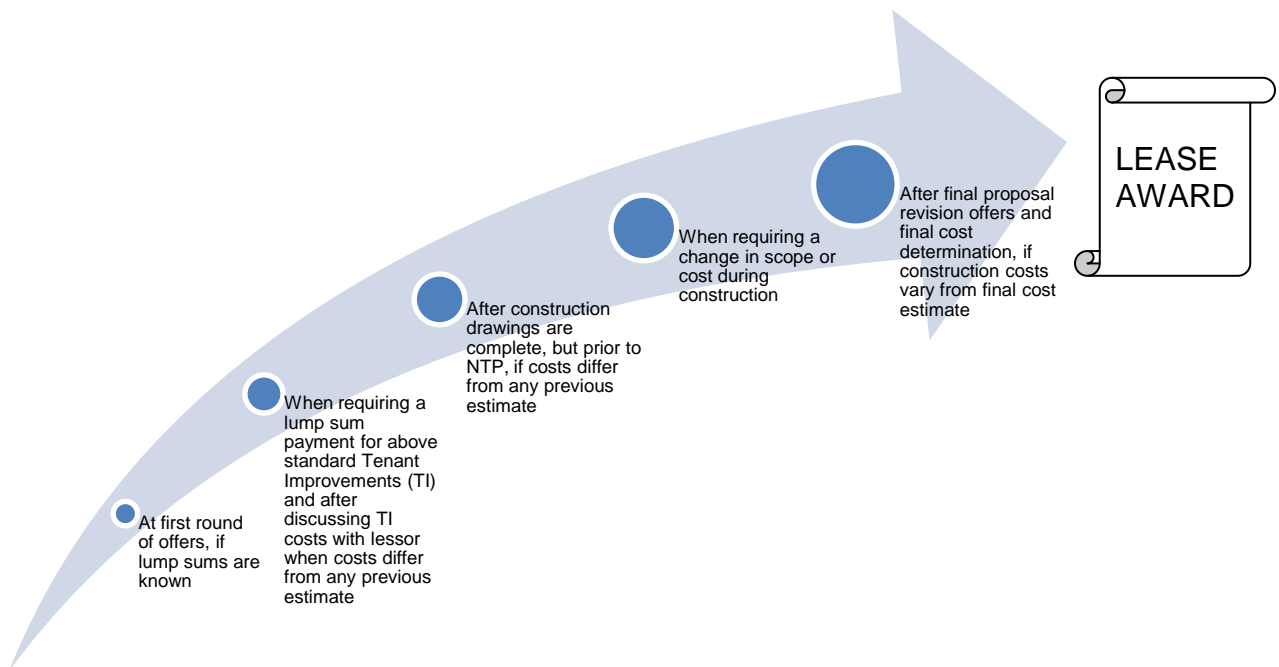 At first round
of offers, if
lump sums are
known
When requiring a
lump sum
payment for above
standard Tenant
Improvements (TI)
and after
discussing TI
costs with lessor
when costs differ
from any previous
estimate
After construction
drawings are
complete, but prior to
NTP, if costs differ
from any previous
estimate
When requiring a
change in scope or
cost during
construction
After final proposal
revision offers and
final cost
determination, if
construction costs
vary from final cost
estimate
LEASE
AWARD